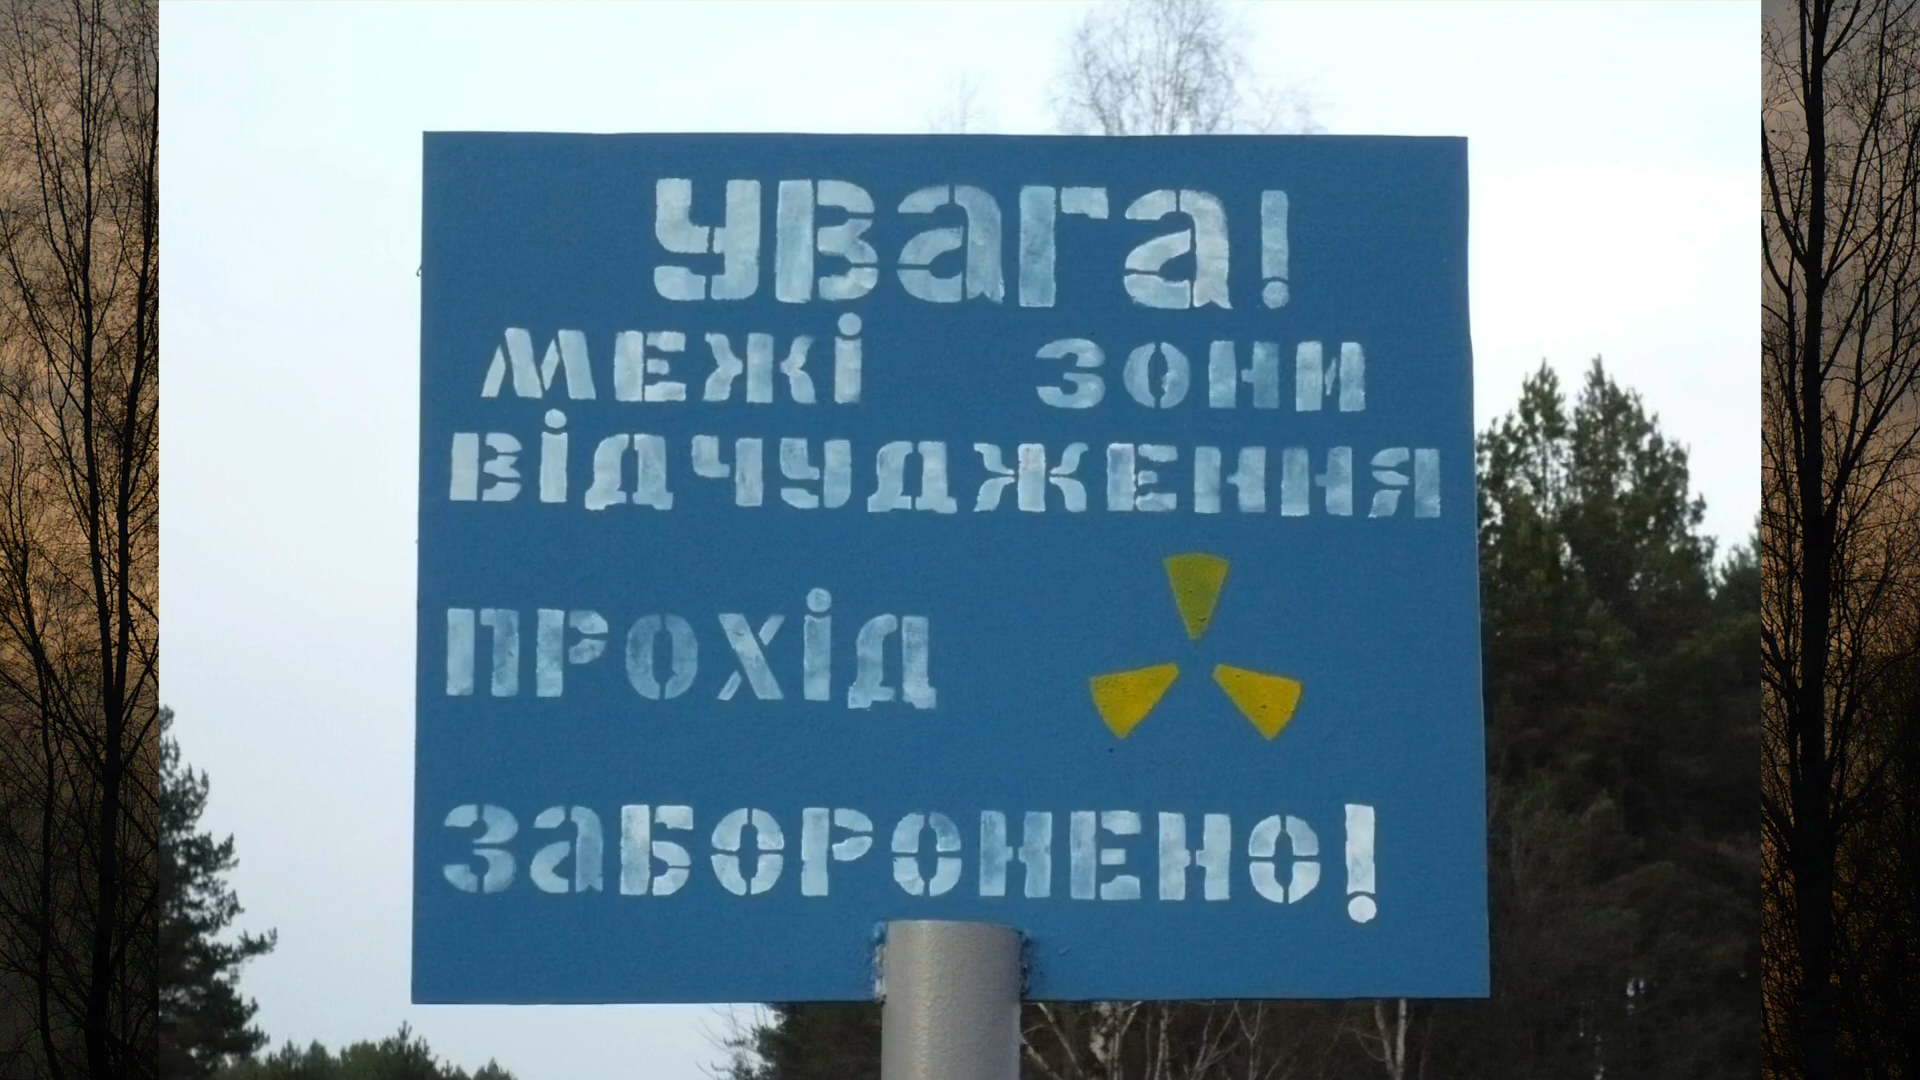 Увага!
межі зони
відчудження
прохід
заборонено!